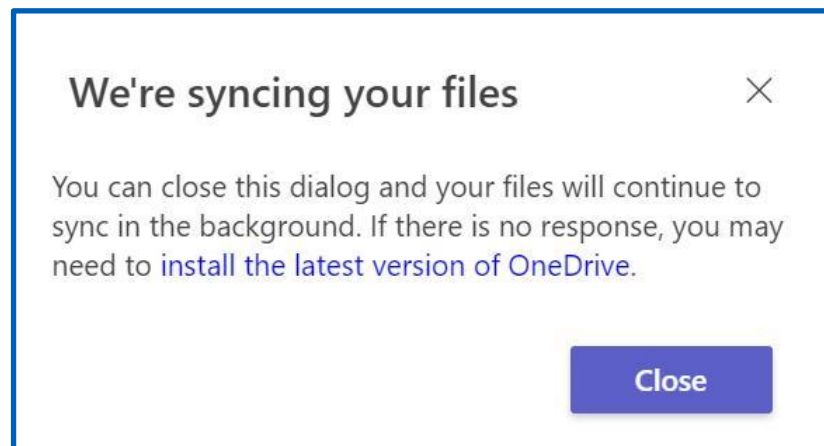 We're syncing your files
You can close this dialog and your files will continue to
sync in the background. If there is no response, you may
need to install the latest version of OneDrive.
Close